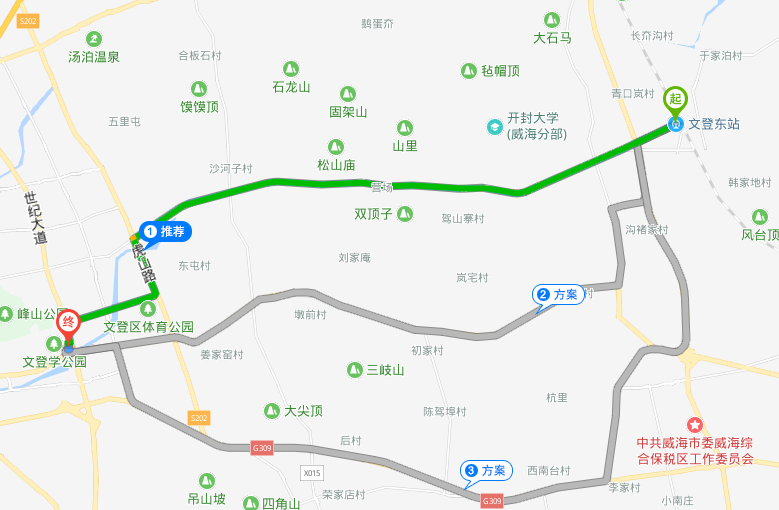 S202
鹊蛋夼
大石马
长夼沟村
汤泊温泉
合板石村
于家泊村
石龙山
毡帽顶
馍馍顶
固架山
青口岚村
起
五里屯
山里
开封大学
(威海分部)
文登东站
松山庙
沙河子村
韩家地村
营场
世纪大道
双顶子
驾山寨村
风台顶
1 推荐
沟褚家村
虎山路
刘家庵
东屯村
岚宅村
2 方案
村
峰山公园
终
文登区体育公园
墩前村
文登学公园
姜家窑村
初家村
三岐山
杭里
大尖顶
陈驾埠村
S202
中共威海市委威海综
合保税区工作委员会
后村
G309
X015
3 方案
西南台村
吊山坡
荣家店村
李家村
四角山
G309
小南庄